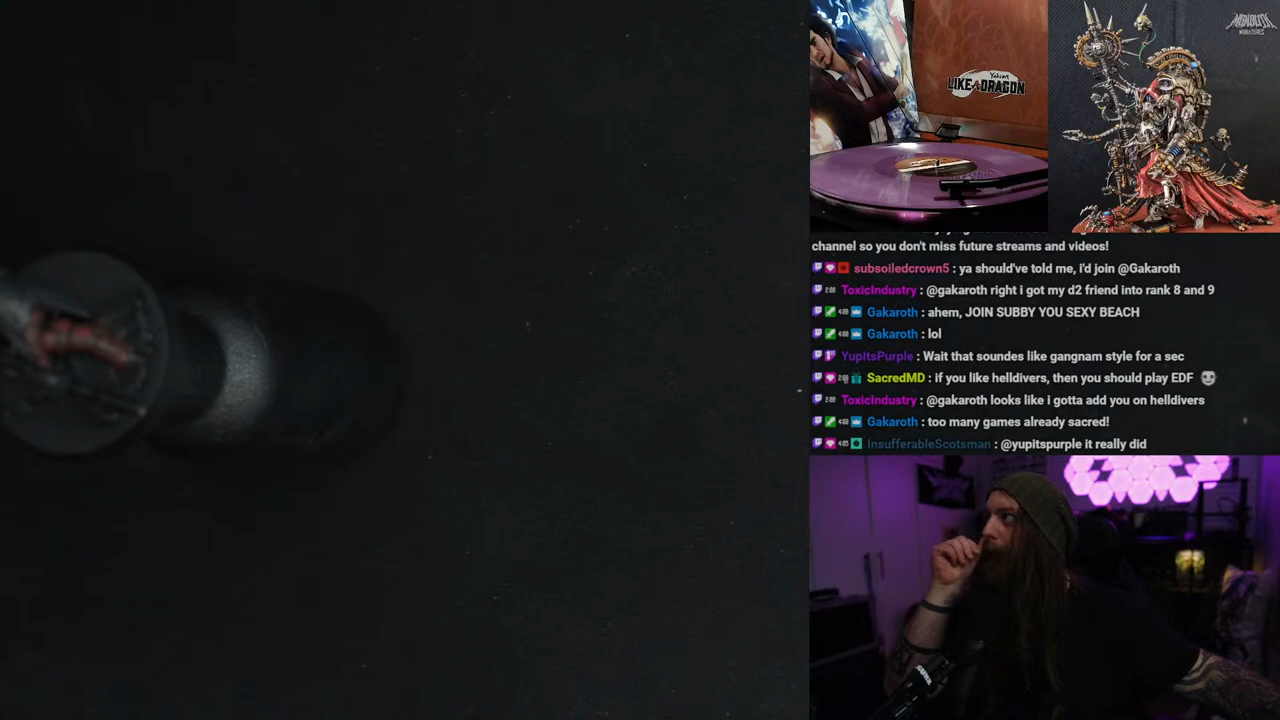 Yakuza
LIKE A DRAGON
MONOLITH
MINIATURES
channel so you don't miss future streams and videos!
subsoiledcrown5 : ya should've told me, i'd join @Gakaroth
ToxicIndustry : @gakaroth right i got my d2 friend into rank 8 and 9
Gakaroth : ahem, JOIN SUBBY YOU SEXY BEACH
Gakaroth : lol
YupItsPurple : Wait that soundes like gangnam style for a sec
SacredMD : if you like helldivers, then you should play EDF
ToxicIndustry : @gakaroth looks like i gotta add you on helldivers
Gakaroth : too many games already sacred!
InsufferableScotsman : @yupitspurple it really did